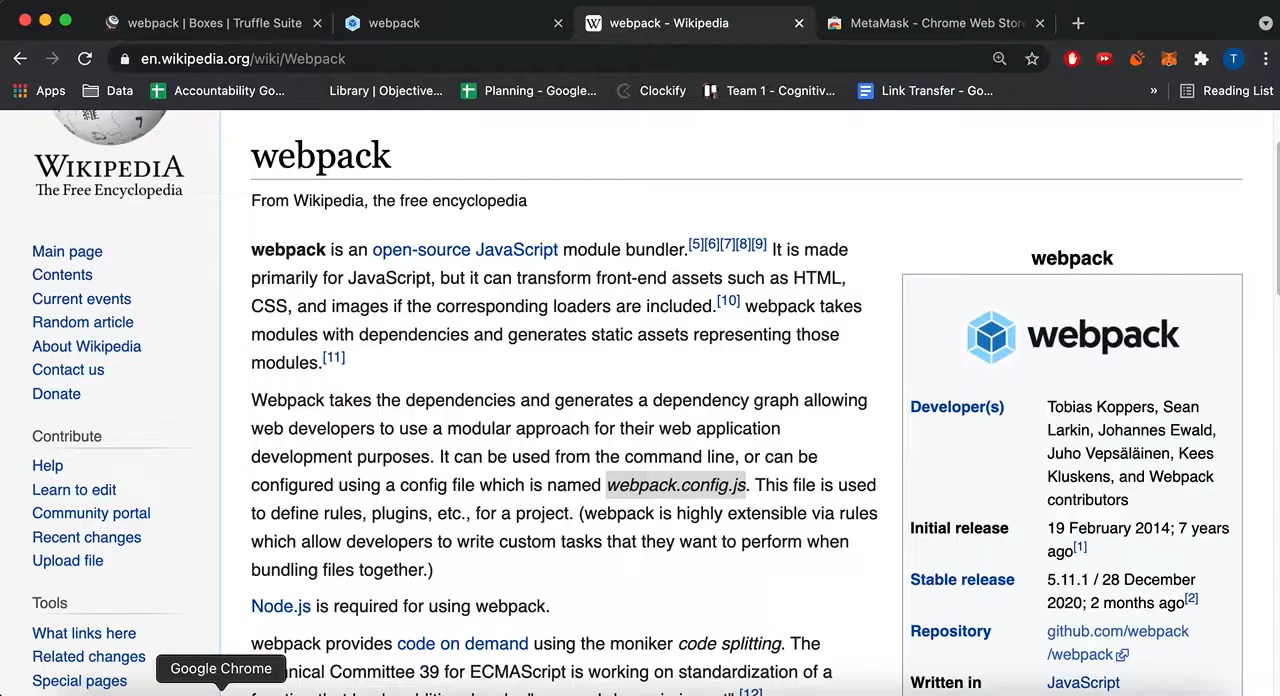 webpack | Boxes | Truffle Suite
webpack
webpack - Wikipedia
MetaMask - Chrome Web Stor
en.wikipedia.org/wiki/Webpack
T
Apps
Data
Accountability Go...
Library | Objective...
Planning - Google...
Clockify
Team 1 - Cognitiv...
Link Transfer - Go...
»
Reading List
WIKIPEDIA
The Free Encyclopedia
Main page
Contents
Current events
Random article
About Wikipedia
Contact us
Donate
Contribute
Help
Learn to edit
Community portal
Recent changes
Upload file
Tools
What links here
Related changes
Special pages
Google Chrome
webpack
From Wikipedia, the free encyclopedia
webpack is an open-source JavaScript module bundler.[5][6][7][8][9] It is made
primarily for JavaScript, but it can transform front-end assets such as HTML,
CSS, and images if the corresponding loaders are included.[10] webpack takes
modules with dependencies and generates static assets representing those
modules.[11]
Webpack takes the dependencies and generates a dependency graph allowing
web developers to use a modular approach for their web application
development purposes. It can be used from the command line, or can be
configured using a config file which is named webpack.config.js. This file is used
to define rules, plugins, etc., for a project. (webpack is highly extensible via rules
which allow developers to write custom tasks that they want to perform when
bundling files together.)
Node.js is required for using webpack.
webpack provides code on demand using the moniker code splitting. The
Committee 39 for ECMAScript is working on standardization of a
webpack
webpack
Developer(s)
Tobias Koppers, Sean
Larkin, Johannes Ewald,
Juho Vepsäläinen, Kees
Kluskens, and Webpack
contributors
Initial release
19 February 2014; 7 years
ago[1]
Stable release
5.11.1 / 28 December
2020; 2 months ago[2]
Repository
github.com/webpack
/webpack
Written in
JavaScript